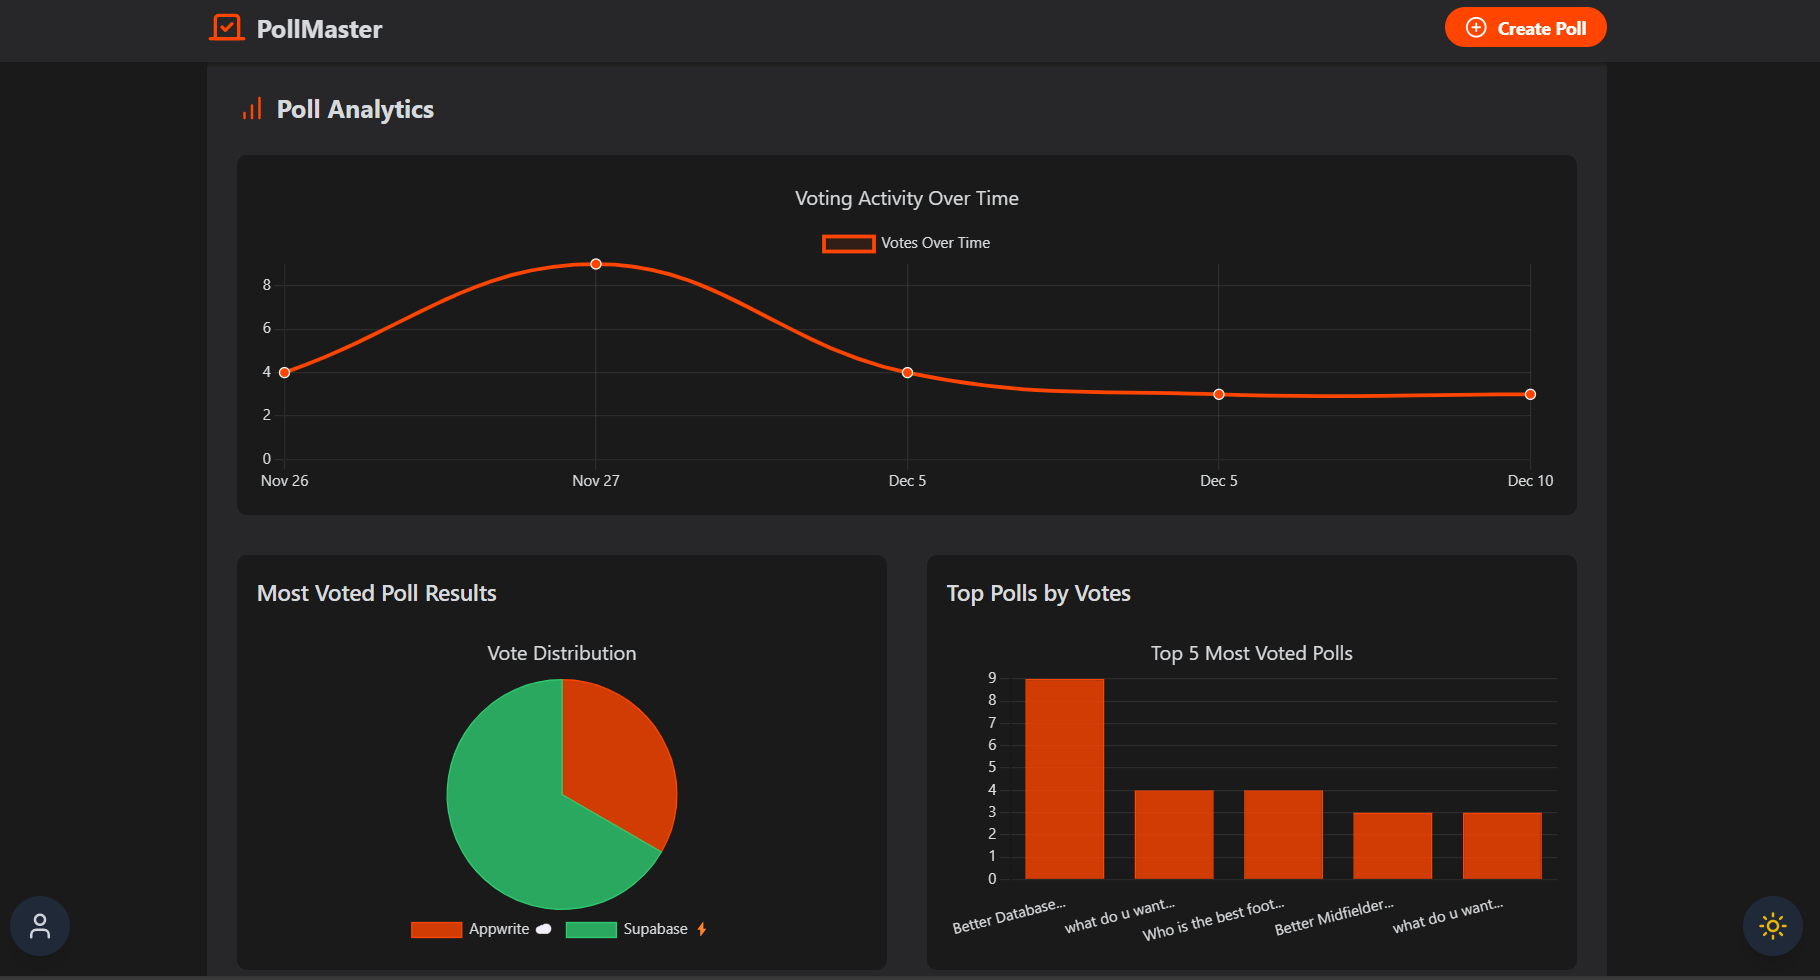 PollMaster
Create Poll
Poll Analytics
Voting Activity Over Time
Votes Over Time
8
6
4
2
0
Nov 26 Nov 27 Dec 5 Dec 5 Dec 10
Most Voted Poll Results
Vote Distribution
Appwrite Supabase
Top Polls by Votes
Top 5 Most Voted Polls
9
8
7
6
5
4
3
2
1
0
Better Database... what do u want... Who is the best foot... Better Midfielder... what do u want...